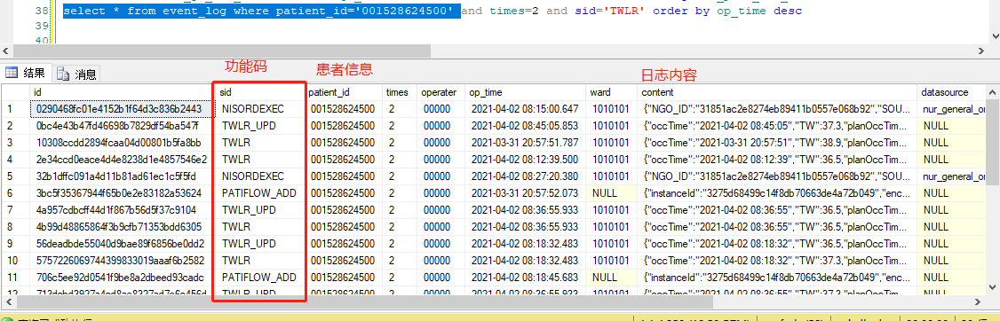 38 select * from event_log where patient_id='001528624500' and times=2 and sid='TWLR' order by op_time desc
39
40
结果 消息
功能码 患者信息 日志内容
id sid patient_id times operater op_time ward content datasource
1 0290468fc01e4152b1f64d3c836b2443 NISORDEXEC 001528624500 2 00000 2021-04-02 08:15:00.647 1010101 {"NGO_ID":"31851ac2e8274eb89411b0557e068b92","SOU... nur_general_or
2 0bc4e43b47fd46698b7829df54ba547f TWLR_UPD 001528624500 2 00000 2021-04-02 08:45:05.853 1010101 {"occTime":"2021-04-02 08:45:05","TW":37.3,"planOccTim... NULL
3 10308ccdd2894fcaa04d00801b5fa8bb TWLR 001528624500 2 00000 2021-03-31 20:57:51.787 1010101 {"occTime":"2021-03-31 20:57:51","TW":38.9,"planOccTim... NULL
4 2e34ccd0eace4d4e8238d1e4857546e2 TWLR 001528624500 2 00000 2021-04-02 08:12:39.500 1010101 {"occTime":"2021-04-02 08:12:39","TW":36.5,"planOccTim... NULL
5 32b1dffc091a4d11b81ad61ec1c5f5fd NISORDEXEC 001528624500 2 00000 2021-04-02 08:27:20.380 1010101 {"NGO_ID":"31851ac2e8274eb89411b0557e068b92","SOU... nur_general_or
6 3bc5f35367944f65b0e2e83182a53624 PATIFLOW_ADD 001528624500 2 00000 2021-03-31 20:57:52.073 NULL {"instanceId":"3275d68499c14f8db70663de4a72b049","enc... NULL
7 4a957cdbcff44d1f867b56d5f37c9104 TWLR_UPD 001528624500 2 00000 2021-04-02 08:36:55.933 1010101 {"occTime":"2021-04-02 08:36:55","TW":36.5,"planOccTim... NULL
8 4b99d48865864f3b9cfb71353bdd6305 TWLR 001528624500 2 00000 2021-04-02 08:36:55.933 1010101 {"occTime":"2021-04-02 08:36:55","TW":36.5,"planOccTim... NULL
9 56deadbde55040d9bae89f6856be0dd2 TWLR_UPD 001528624500 2 00000 2021-04-02 08:18:32.483 1010101 {"occTime":"2021-04-02 08:18:32","TW":36.5,"planOccTim... NULL
10 5757226069744399833019aaaf6b2582 TWLR 001528624500 2 00000 2021-04-02 08:18:32.483 1010101 {"occTime":"2021-04-02 08:18:32","TW":37.3,"planOccTim... NULL
11 706c5ee92d0541f9be8a2dbeed93cadc PATIFLOW_ADD 001528624500 2 00000 2021-04-02 08:18:45.683 NULL {"instanceId":"3275d68499c14f8db70663de4a72b049","enc... NULL
12 TWLR_UPD 001528624500 2 00000 2021-04-02 08:36:55.933 1010101 {"occTime":"2021-04-02 08:36:55","TW":37.3,"planOccTim... NULL